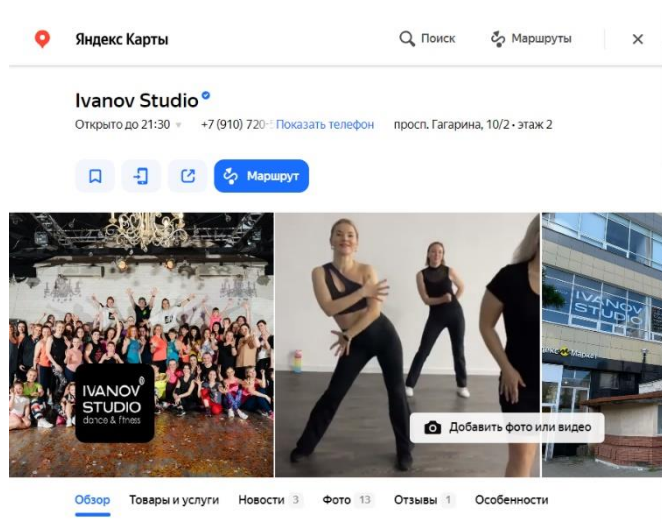 Яндекс Карты
Поиск
Маршруты
Ivanov Studio
Открыто до 21:30
+7 (910) 720-
Показать телефон
просп. Гагарина, 10/2 • этаж 2
Маршрут
IVANOV
STUDIO
dance & fitness
IVANOV
STUDIO
Маркет
Добавить фото или видео
Обзор
Товары и услуги
Новости 3
Фото 13
Отзывы 1
Особенности